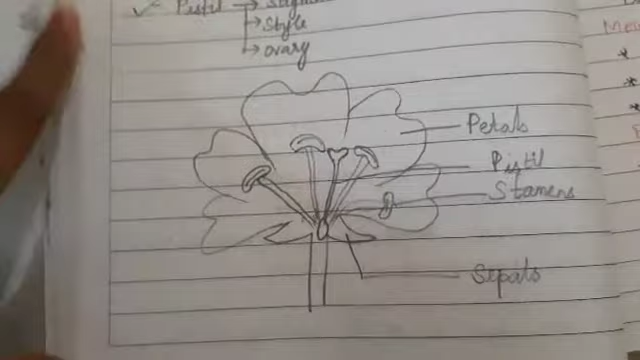 Pistil → 
→ Style
→ ovary
Petals
Pistil
Stamens
Sepals